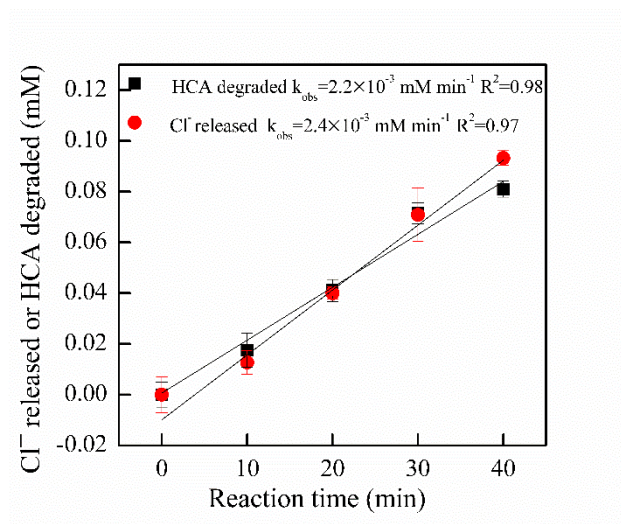 HCA degraded k_obs=2.2×10⁻³ mM min⁻¹ R²=0.98
Cl⁻ released k_obs=2.4×10⁻³ mM min⁻¹ R²=0.97
Cl⁻ released or HCA degraded (mM)
0.12
0.10
0.08
0.06
0.04
0.02
0.00
-0.02
0 10 20 30 40
Reaction time (min)